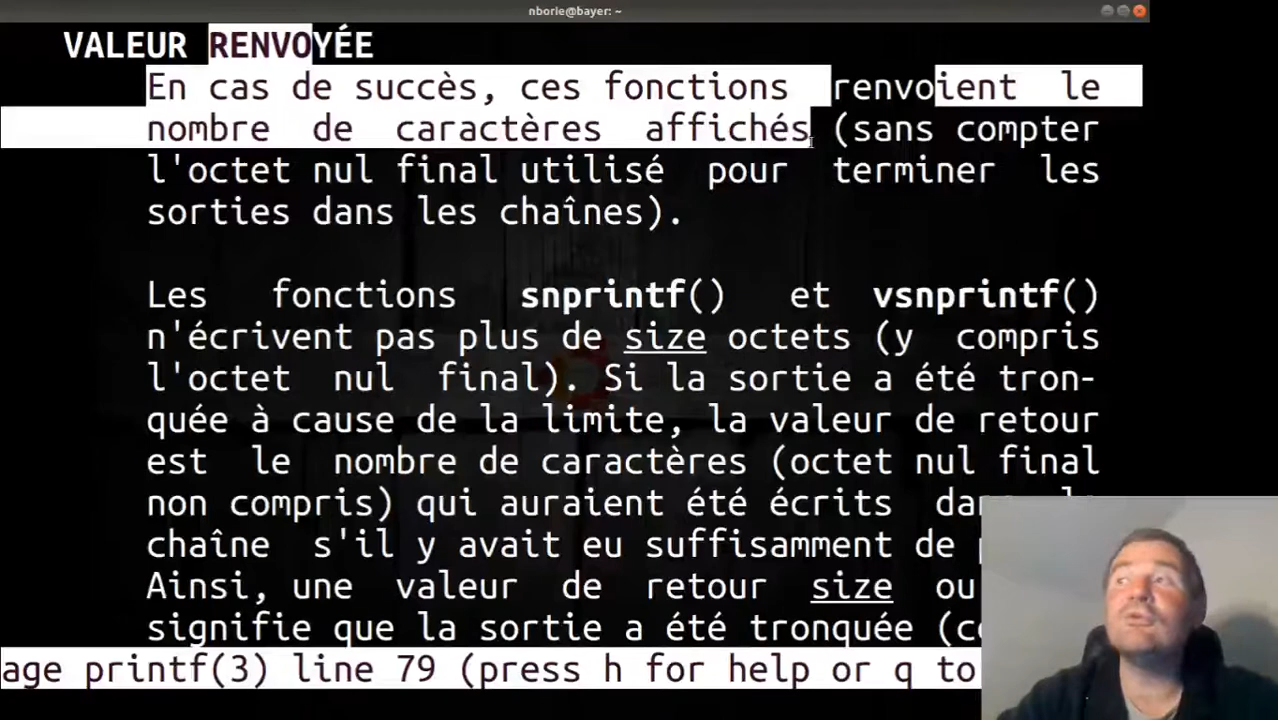 nborie@bayer: ~
VALEUR RENVOYÉE
En cas de succès, ces fonctions renvoient le
nombre de caractères affichés (sans compter
l'octet nul final utilisé pour terminer les
sorties dans les chaînes).
Les fonctions snprintf() et vsnprintf()
n'écrivent pas plus de size octets (y compris
l'octet nul final). Si la sortie a été tron-
quée à cause de la limite, la valeur de retour
est le nombre de caractères (octet nul final
non compris) qui auraient été écrits
chaîne s'il y avait eu suffisamment de
Ainsi, une valeur de retour size ou
signifie que la sortie a été tronquée
age printf(3) line 79 (press h for help or q to